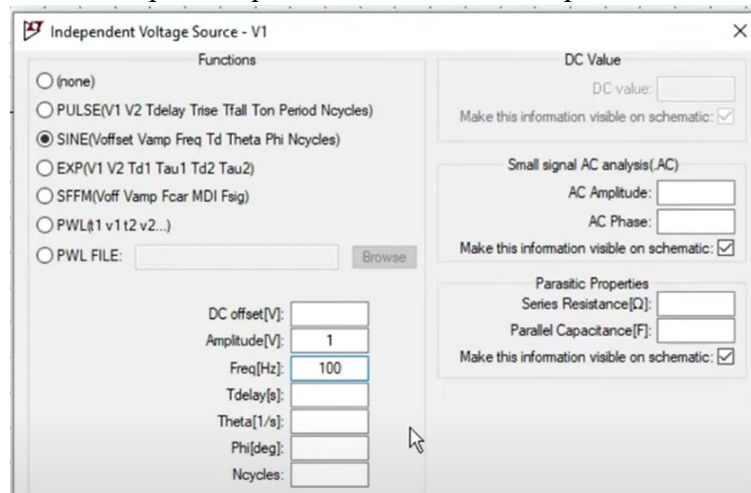 Independent Voltage Source - V1
Functions
(none)
PULSE(V1 V2 Tdelay Trise Tfall Ton Period Ncycles)
SINE(Voffset Vamp Freq Td Theta Phi Ncycles)
EXP(V1 V2 Td1 Tau1 Td2 Tau2)
SFFM(Voff Vamp Fcar MDI Fsig)
PWL(t1 v1 t2 v2...)
PWL FILE:
Browse
DC offset[V]:
Amplitude[V]: 1
Freq[Hz]: 100
Tdelay[s]:
Theta[1/s]:
Phi[deg]:
Ncycles:
DC Value
DC value:
Make this information visible on schematic:
Small signal AC analysis(.AC)
AC Amplitude:
AC Phase:
Make this information visible on schematic:
Parasitic Properties
Series Resistance[Ω]:
Parallel Capacitance[F]:
Make this information visible on schematic: